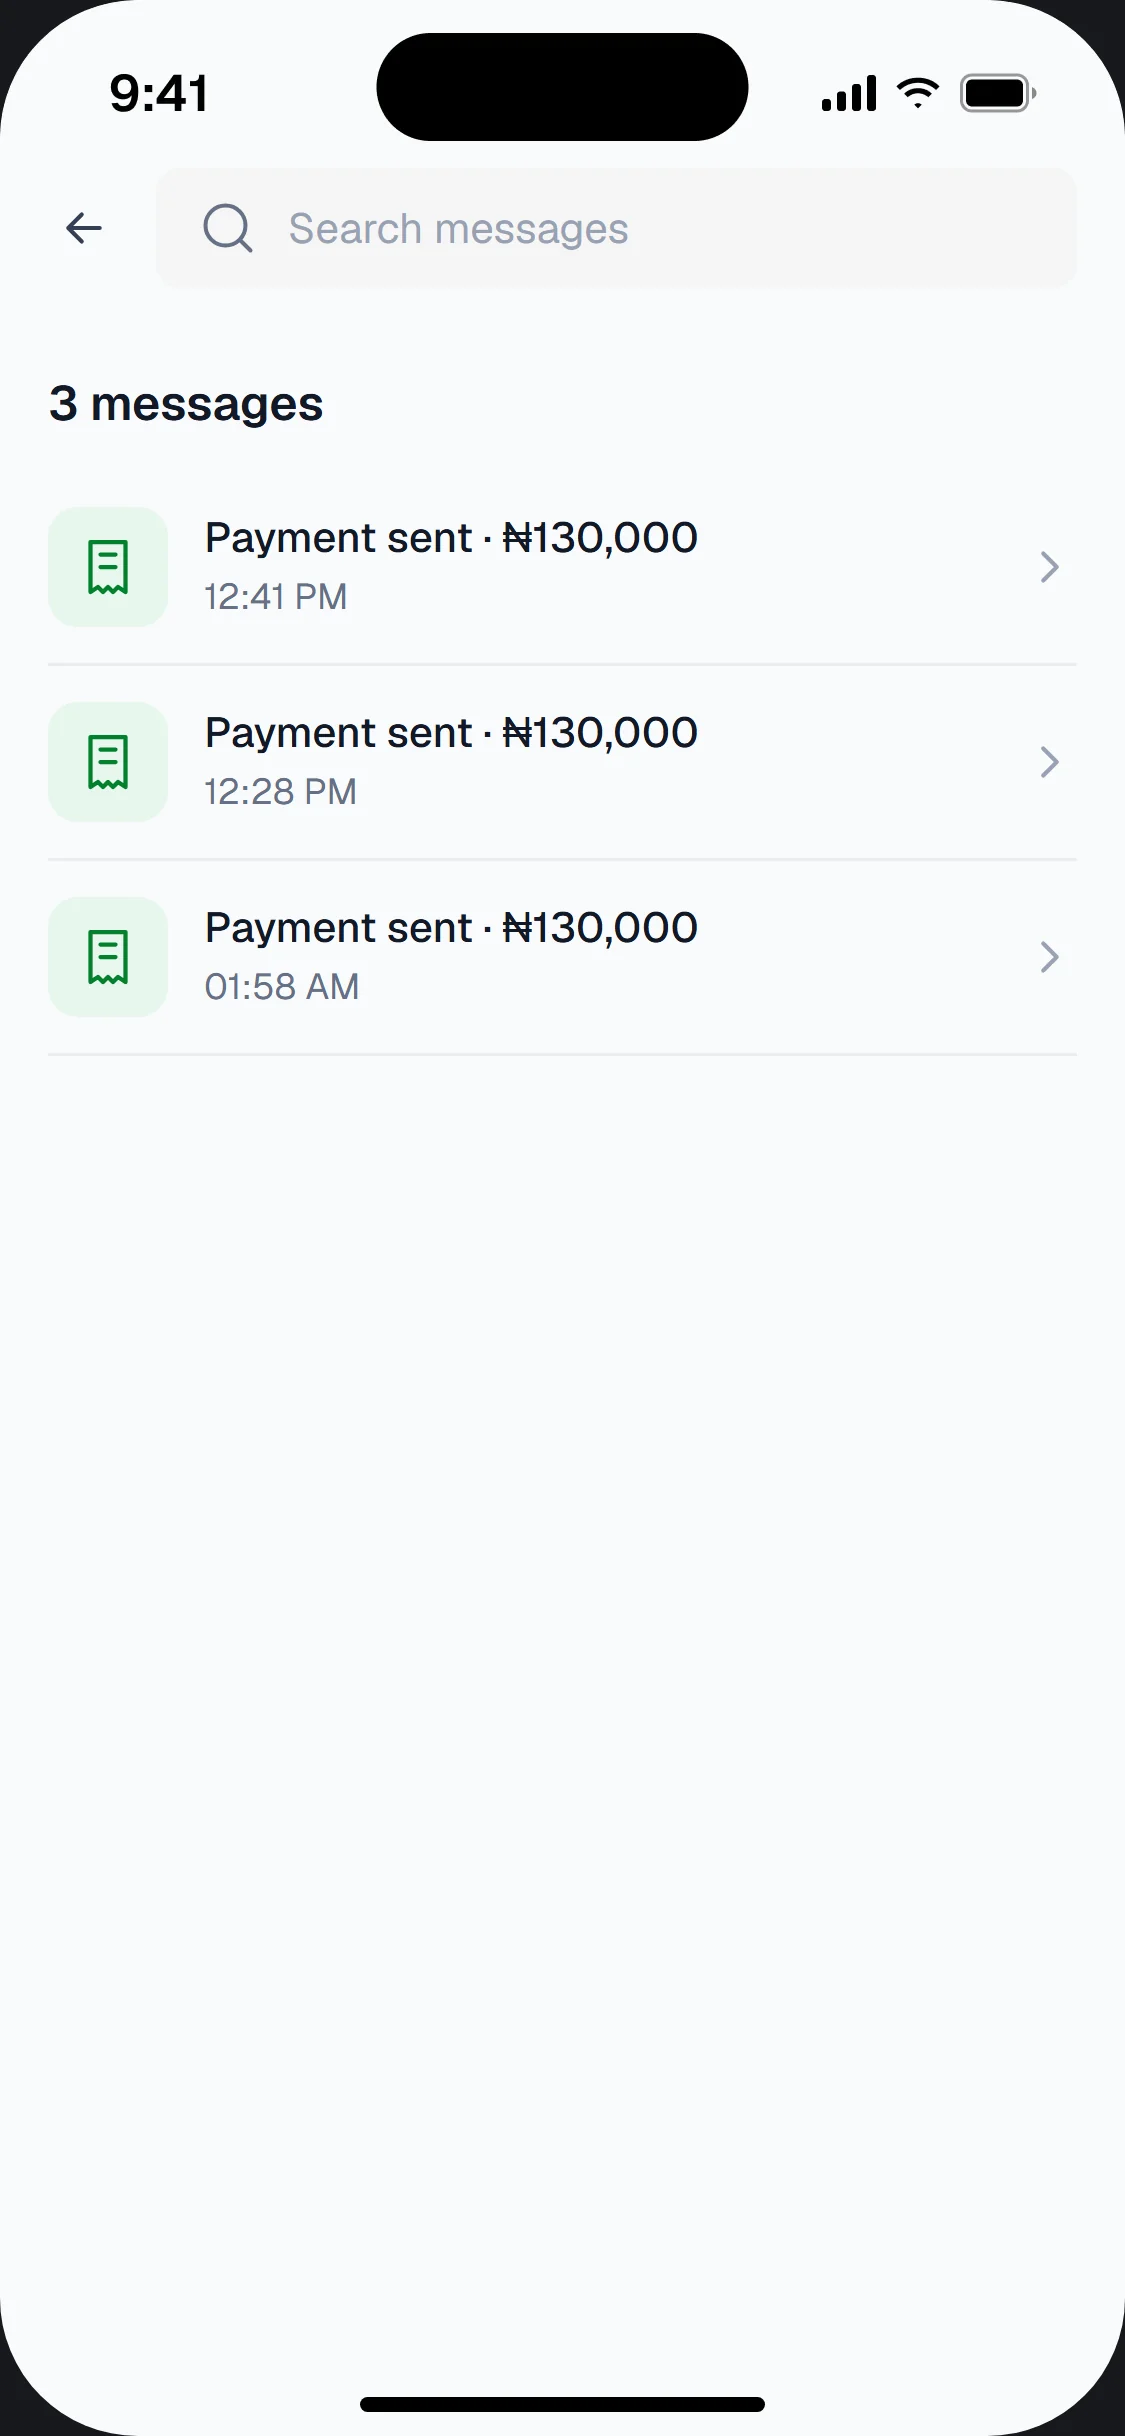 9:41
Search messages
3 messages
Payment sent · ₦130,000
12:41 PM
Payment sent · ₦130,000
12:28 PM
Payment sent · ₦130,000
01:58 AM